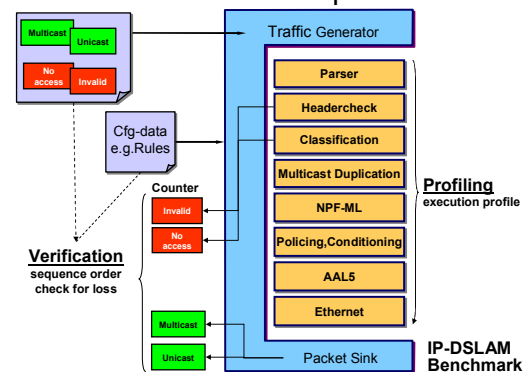 Multicast
Unicast
No
access
Invalid
Cfg-data
e.g.Rules
Traffic Generator
Parser
Headercheck
Classification
Multicast Duplication
NPF-ML
Policing,Conditioning
AAL5
Ethernet
Profiling
execution profile
Counter
Invalid
No
access
Verification
sequence order
check for loss
Multicast
Unicast
Packet Sink
IP-DSLAM
Benchmark